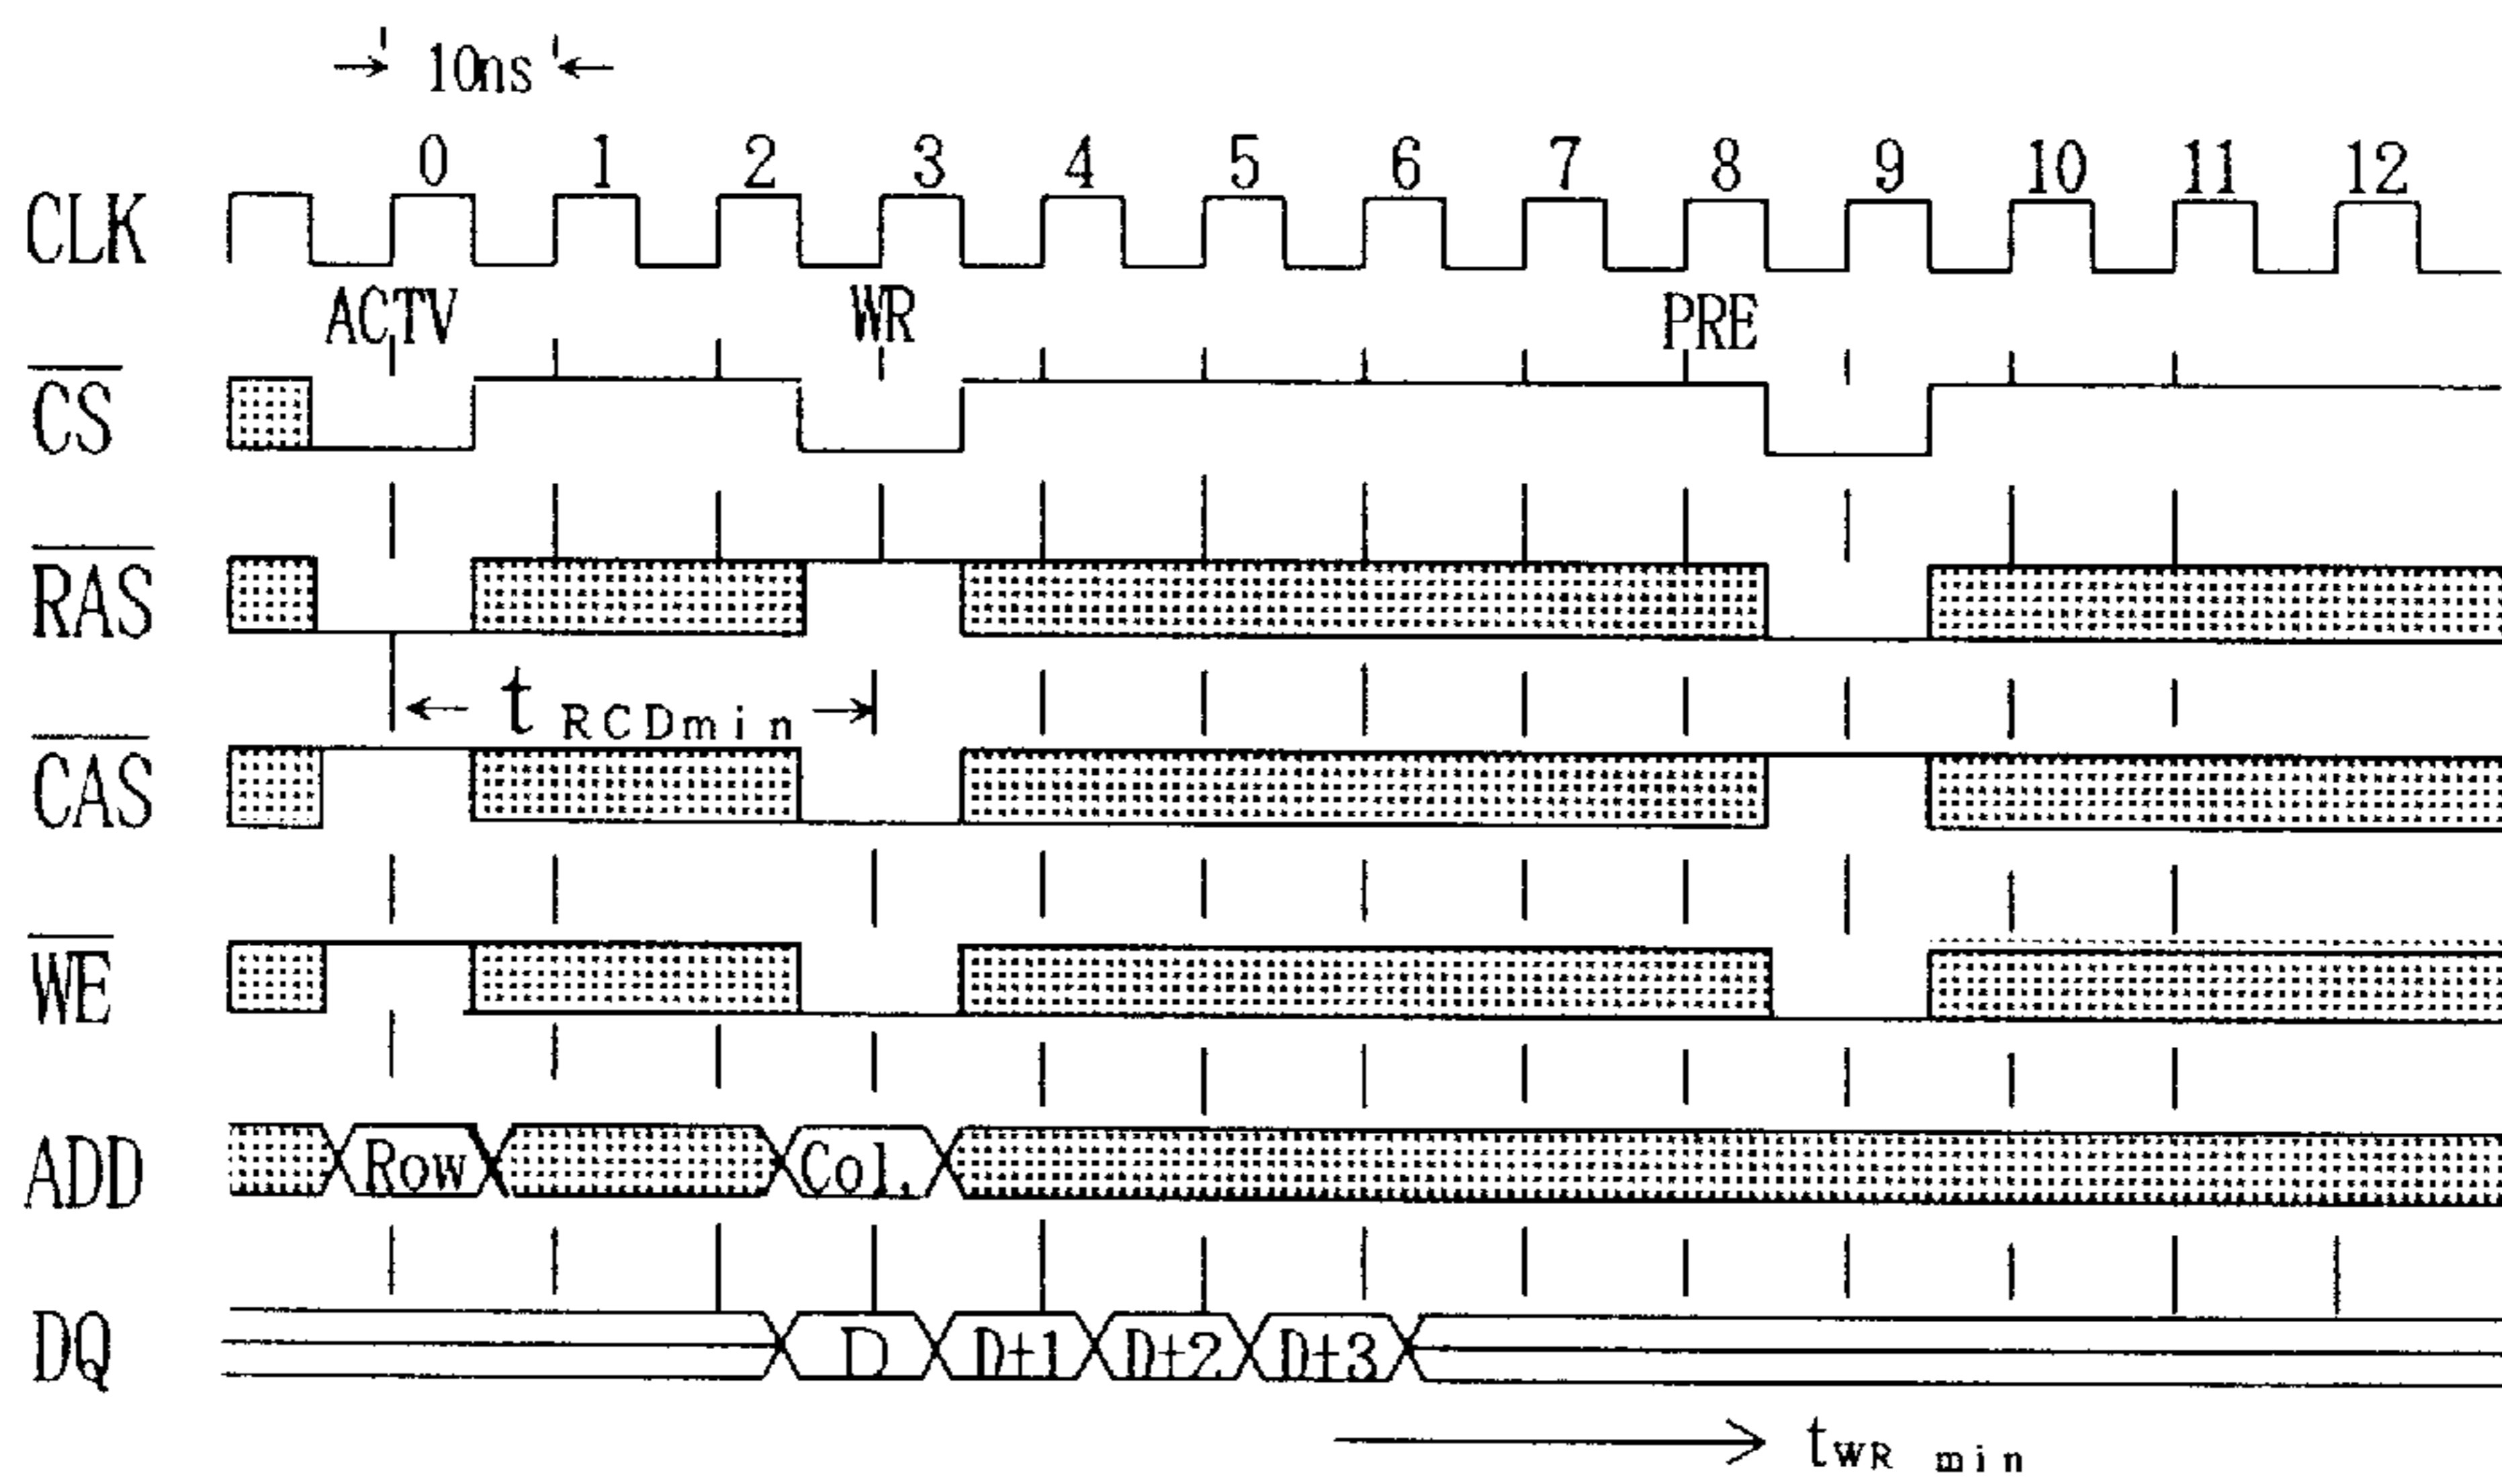 10ns
0 1 2 3 4 5 6 7 8 9 10 11 12
CLK
ACTV WR PRE
CS
RAS
tRCDmin
CAS
WE
ADD Row Col.
DQ D D+1 D+2 D+3
tWR min